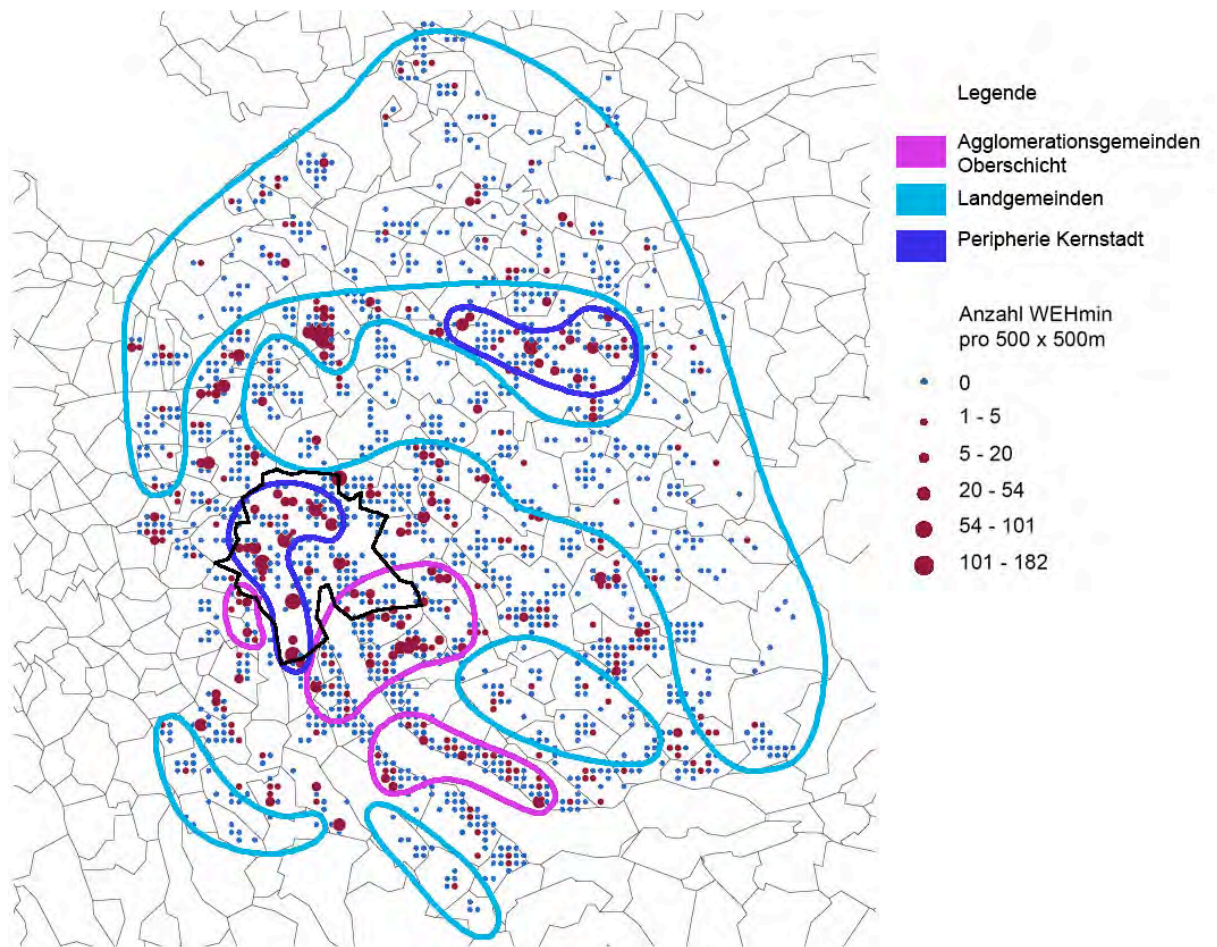 Legende
Agglomerationsgemeinden
Oberschicht
Landgemeinden
Peripherie Kernstadt
Anzahl WEHmin
pro 500 x 500m
0
1 - 5
5 - 20
20 - 54
54 - 101
101 - 182